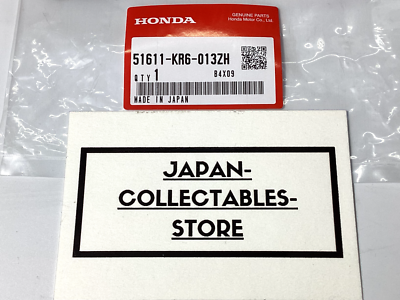 HONDA
GENUINE PARTS
Honda Motor Co., Ltd.
51611-KR6-013ZH
QTY 1
B4X09
MADE IN JAPAN
JAPAN-
COLLECTABLES-
STORE